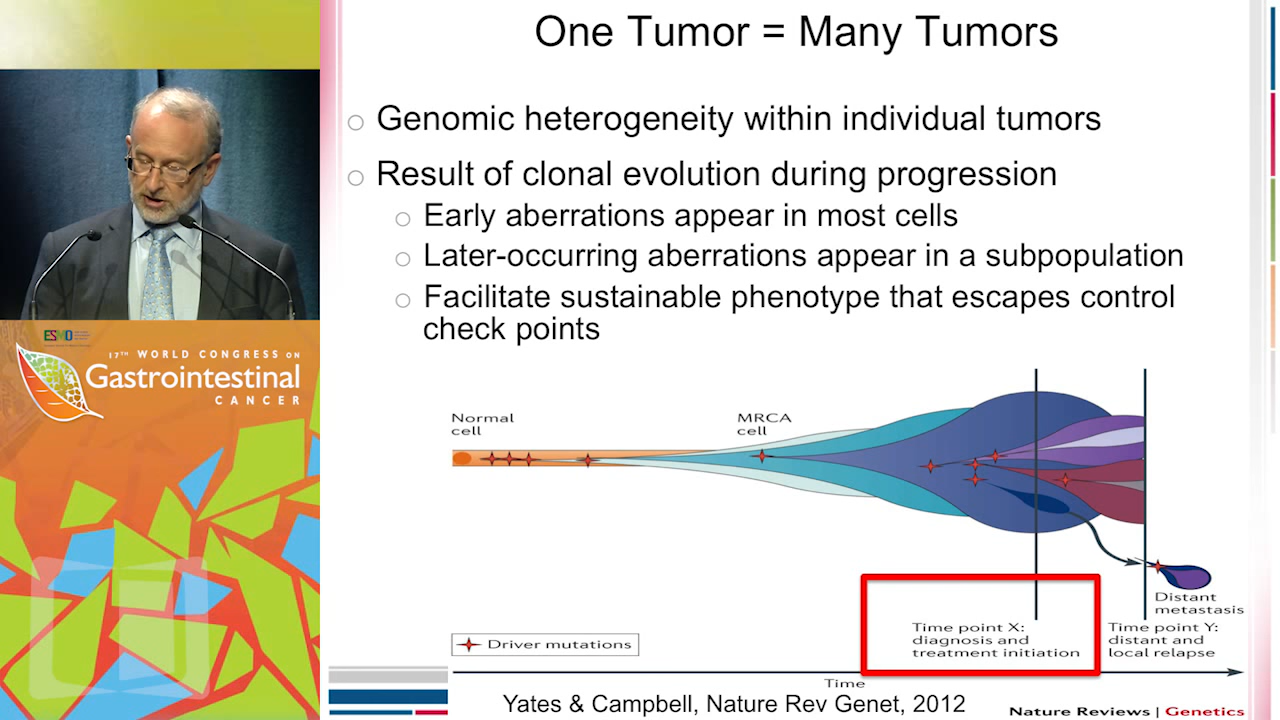 One Tumor = Many Tumors
Genomic heterogeneity within individual tumors
Result of clonal evolution during progression
Early aberrations appear in most cells
Later-occurring aberrations appear in a subpopulation
Facilitate sustainable phenotype that escapes control
check points
ESMO
17TH WORLD CONGRESS ON
Gastrointestinal
CANCER
Normal
cell
MRCA
cell
Distant
metastasis
Time point X:
diagnosis and
treatment initiation
Time point Y:
distant and
local relapse
Driver mutations
Time
Yates & Campbell, Nature Rev Genet, 2012
Nature Reviews | Genetics